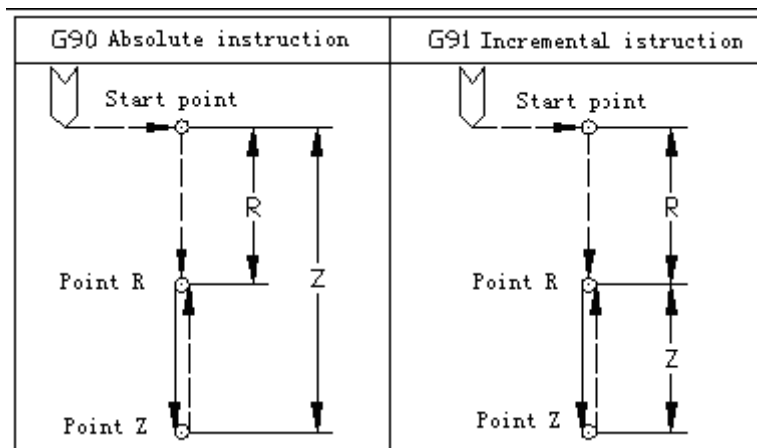 G90 Absolute instruction
Start point
R
Point R
Z
Point Z
G91 Incremental istruction
Start point
R
Point R
Z
Point Z